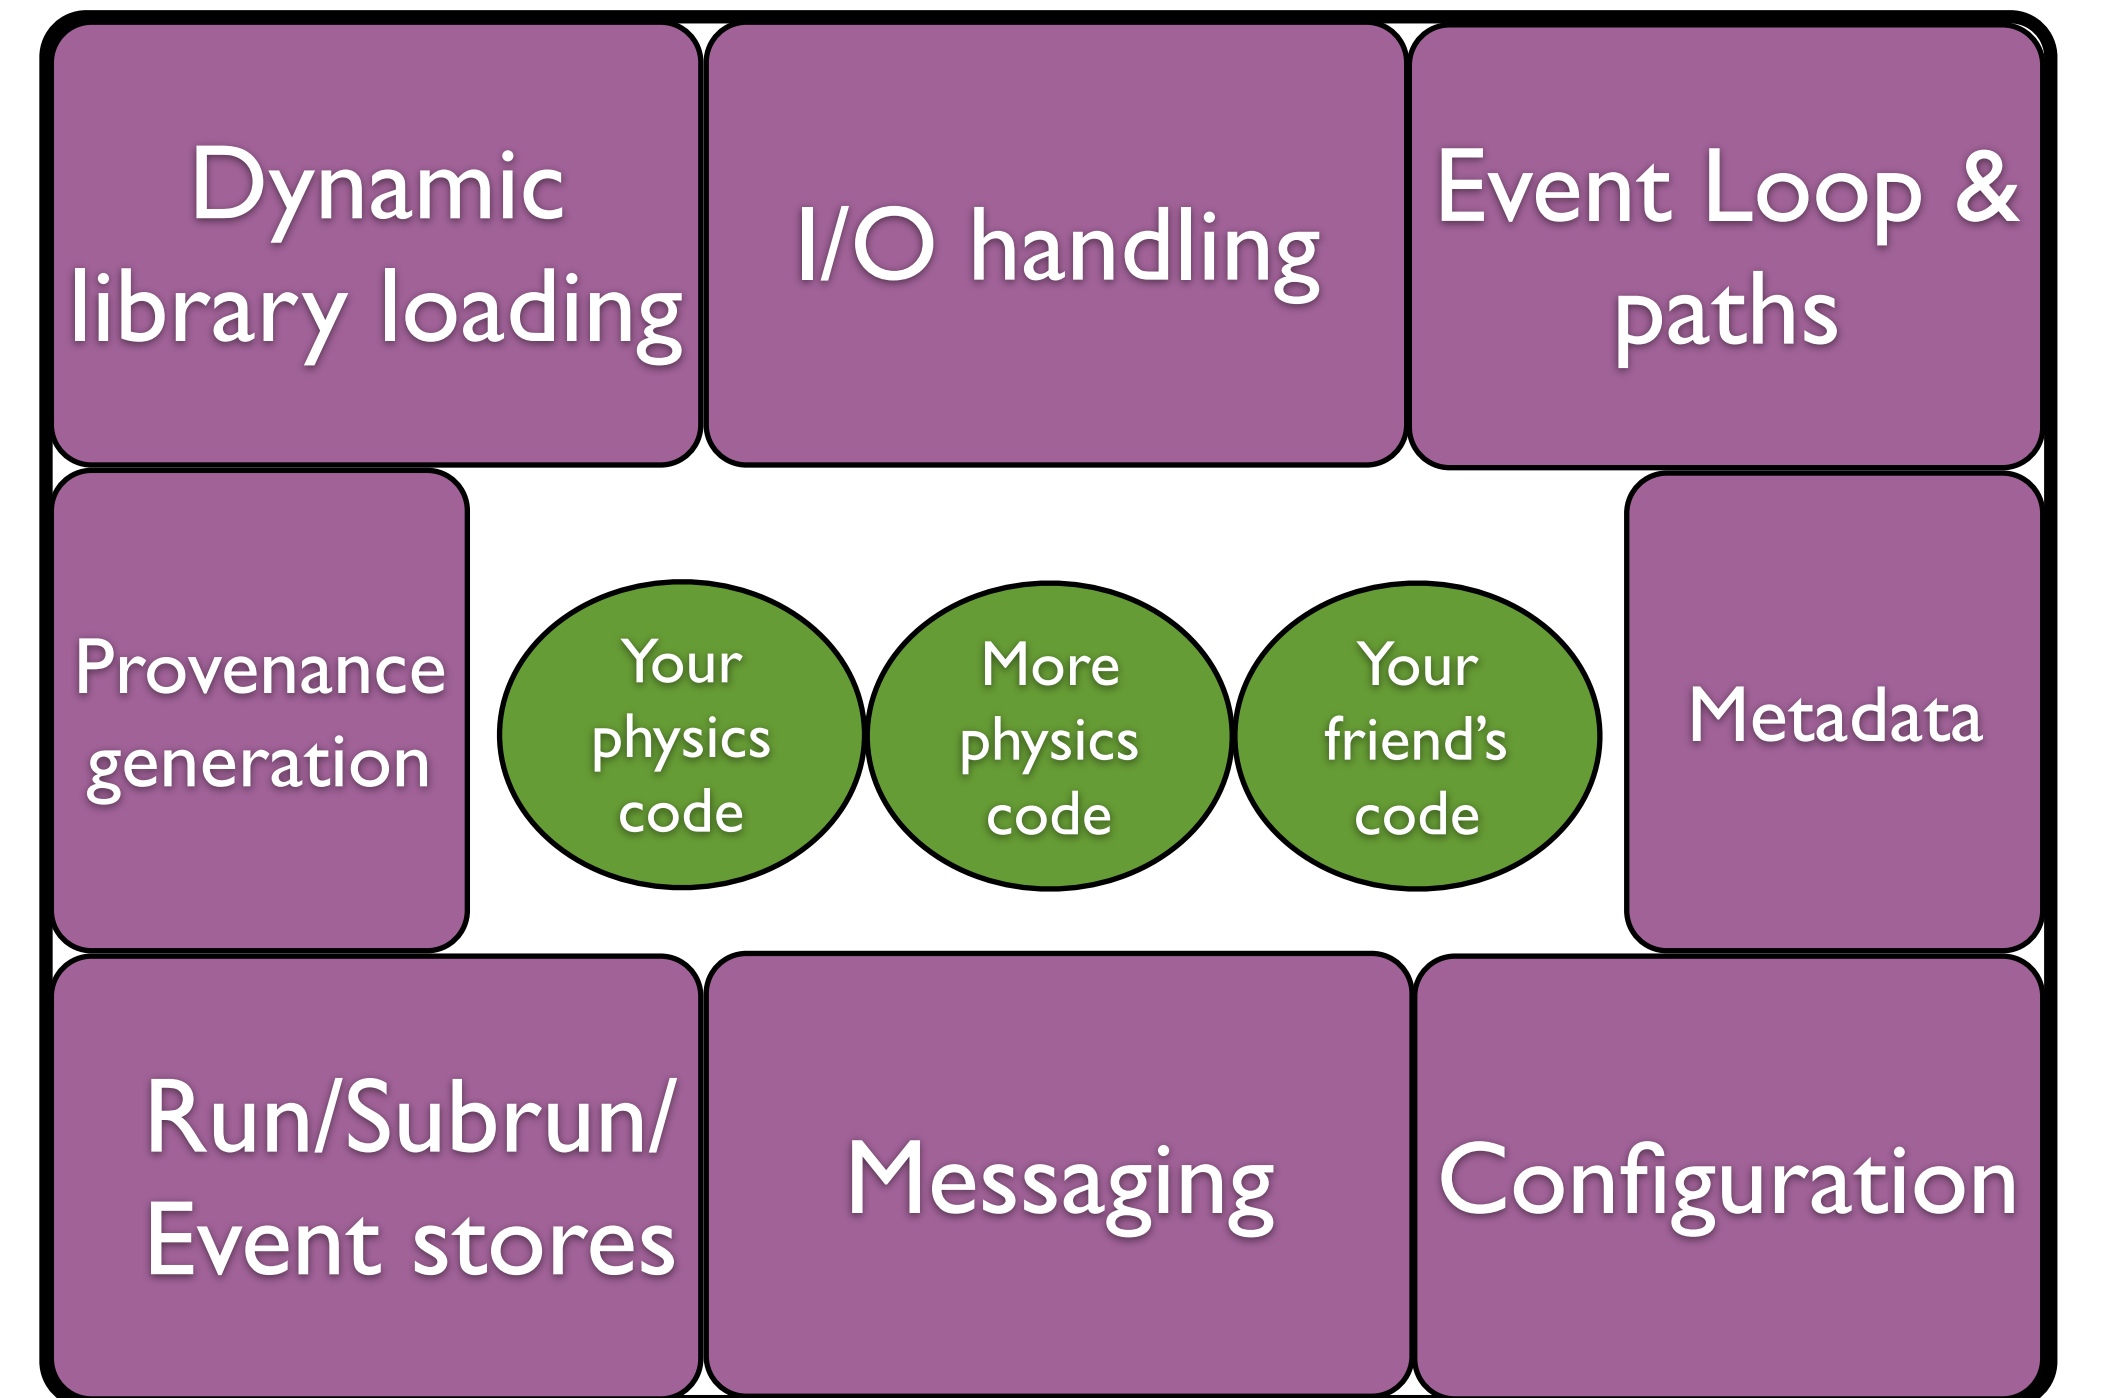 Dynamic
library loading
I/O handling
Event Loop &
paths
Provenance
generation
Your
physics
code
More
physics
code
Your
friend’s
code
Metadata
Run/Subrun/
Event stores
Messaging
Configuration